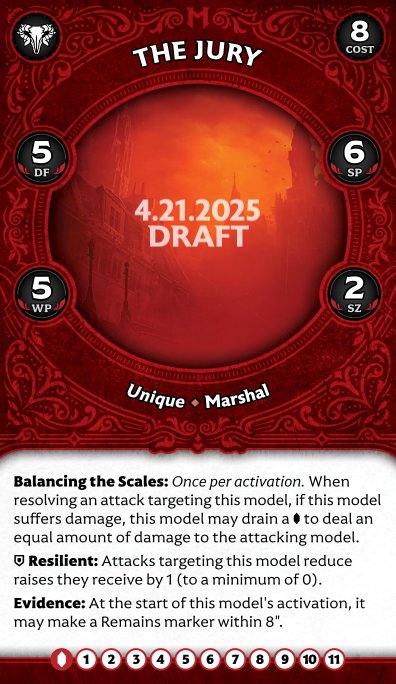 THE JURY
8
COST
5
DF
6
SP
4.21.2025
DRAFT
5
WP
2
SZ
Unique ⬥ Marshal
Balancing the Scales: Once per activation. When
resolving an attack targeting this model, if this model
suffers damage, this model may drain a to deal an
equal amount of damage to the attacking model.
Resilient: Attacks targeting this model reduce
raises they receive by 1 (to a minimum of 0).
Evidence: At the start of this model's activation, it
may make a Remains marker within 8".
1 2 3 4 5 6 7 8 9 10 11